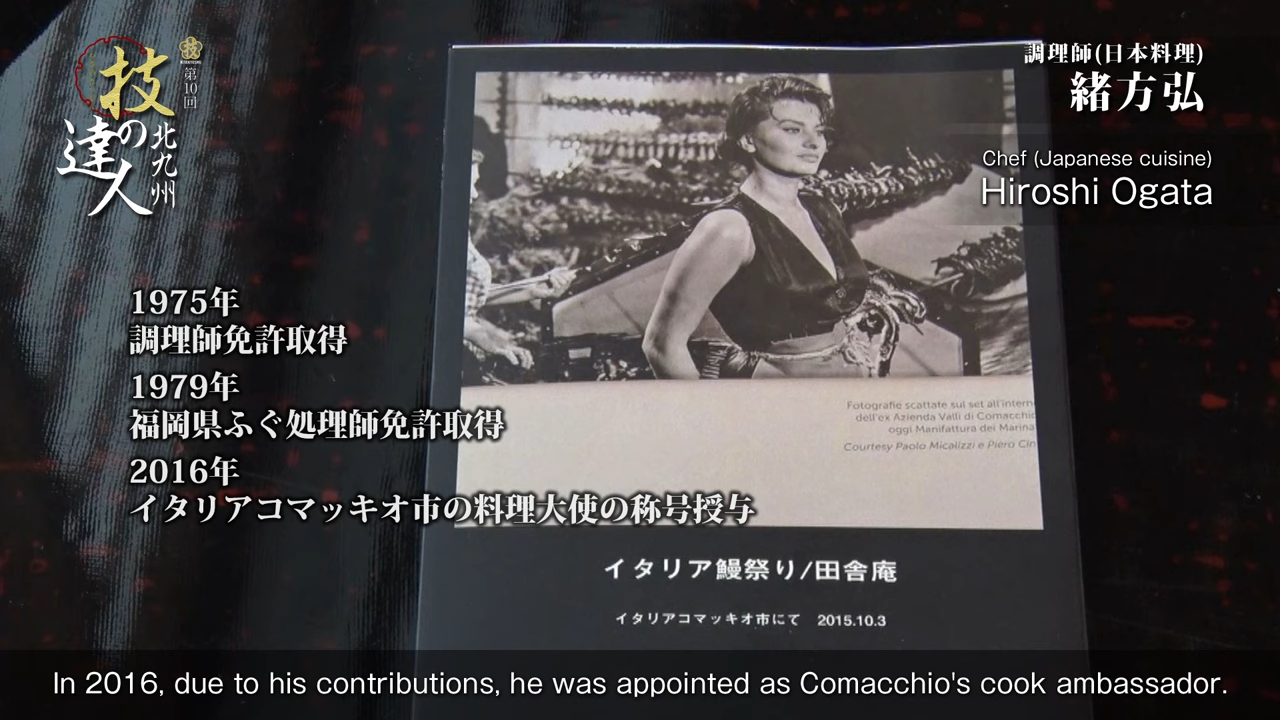 技の達人
北九州
第10回
調理師(日本料理)
緒方弘
Chef (Japanese cuisine)
Hiroshi Ogata
1975年
調理師免許取得
1979年
福岡県ふぐ処理師免許取得
2016年
イタリアコマッキオ市の料理大使の称号授与
Fotografie scattate sul set all'intern
dell'ex Azienda Valli di Comacchio
oggi Manifattura dei Marina
Courtesy Paolo Micalizzi e Piero Cin
イタリア鰻祭り/田舎庵
イタリアコマッキオ市にて 2015.10.3
In 2016, due to his contributions, he was appointed as Comacchio's cook ambassador.